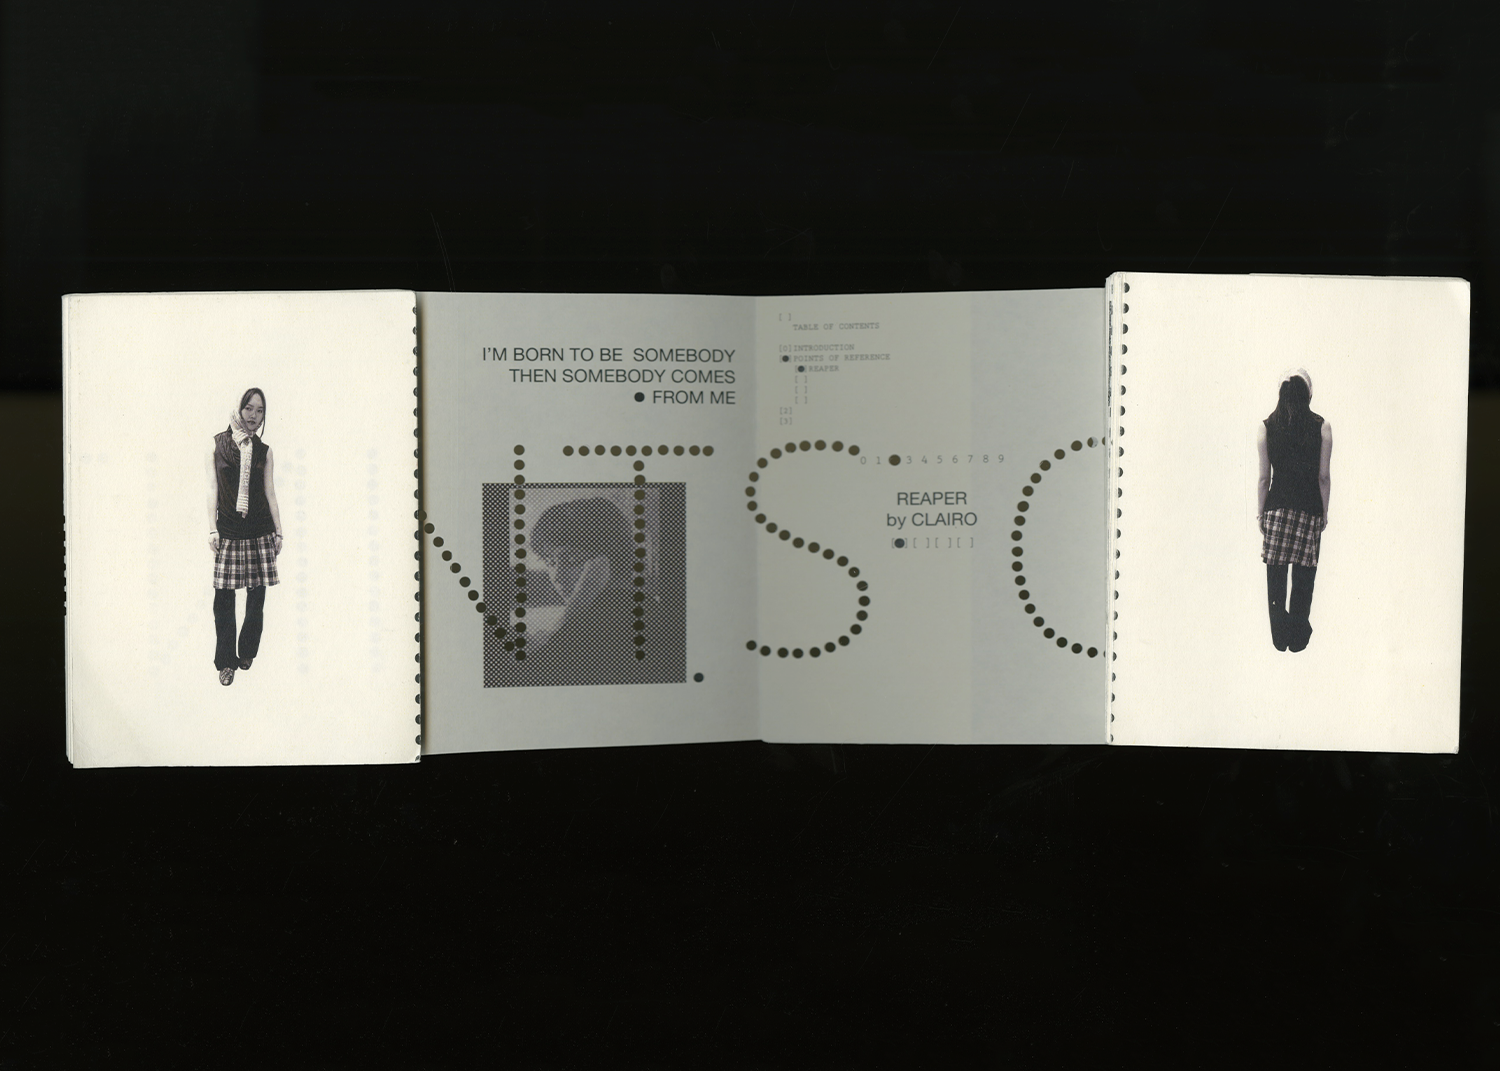 I'M BORN TO BE SOMEBODY
THEN SOMEBODY COMES
● FROM ME
[ ]
TABLE OF CONTENTS
[0]INTRODUCTION
[●]POINTS OF REFERENCE
[●]REAPER
[ ]
[ ]
[ ]
[2]
[3]
NTSC
0 1 ● 3 4 5 6 7 8 9
REAPER
by CLAIRO
[●][ ][ ][ ]